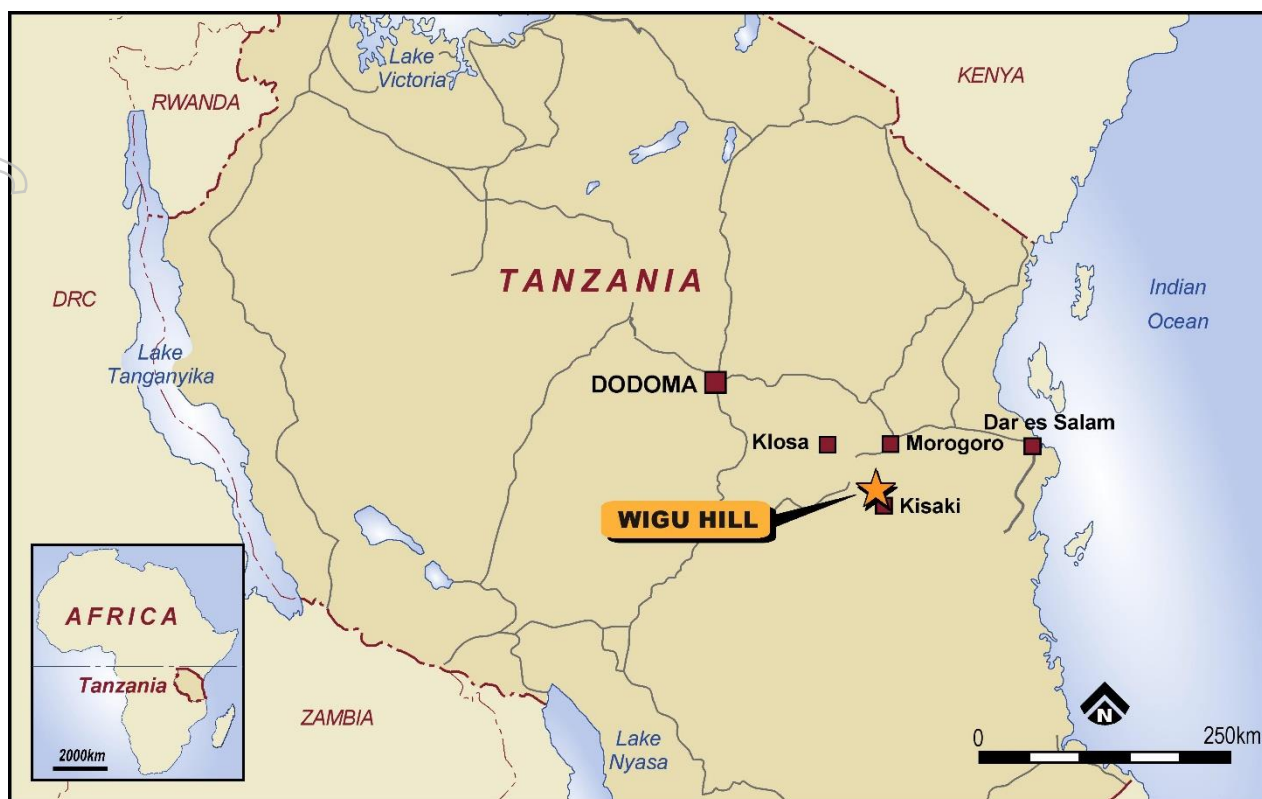 Lake
Victoria
KENYA
RWANDA
TANZANIA
DRC
Indian
Ocean
Lake
Tanganyika
DODOMA
Dar es Salam
Klosa
Morogoro
WIGU HILL
Kisaki
AFRICA
Tanzania
2000km
ZAMBIA
Lake
Nyasa
N
0
250km